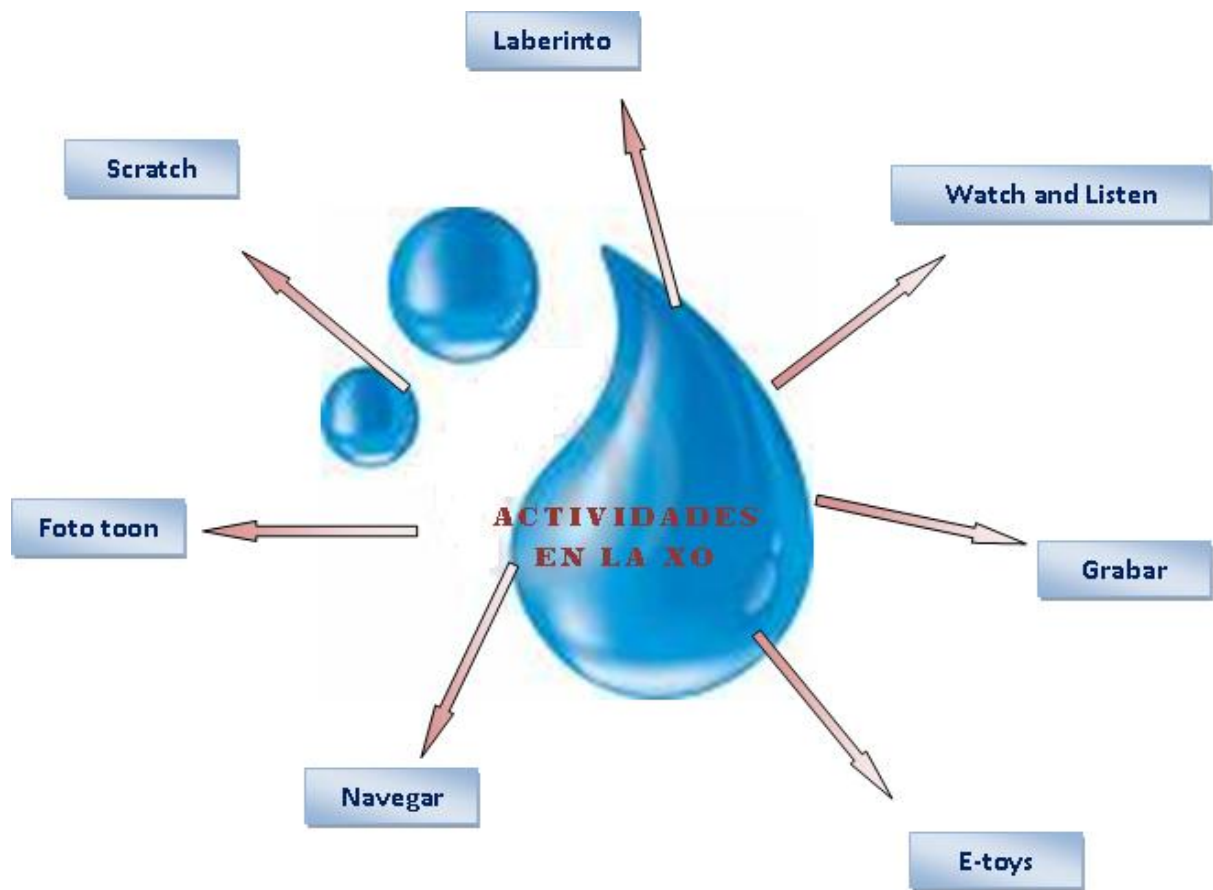 Laberinto
Scratch
Watch and Listen
Foto toon
ACTIVIDADES
EN LA XO
Grabar
Navegar
E-toys